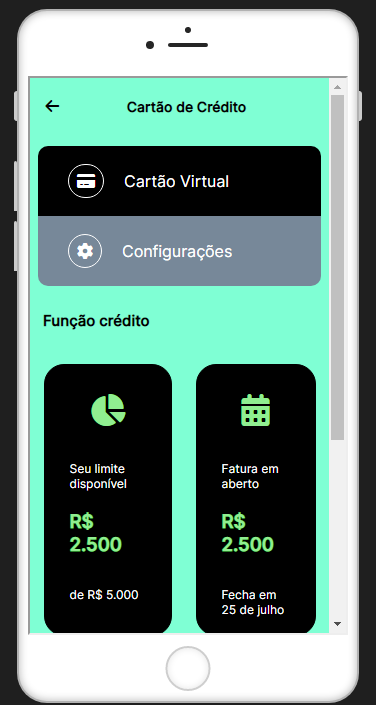 Cartão de Crédito
Cartão Virtual
Configurações
Função crédito
Seu limite
disponível
R$
2.500
de R$ 5.000
Fatura em
aberto
R$
2.500
Fecha em
25 de julho